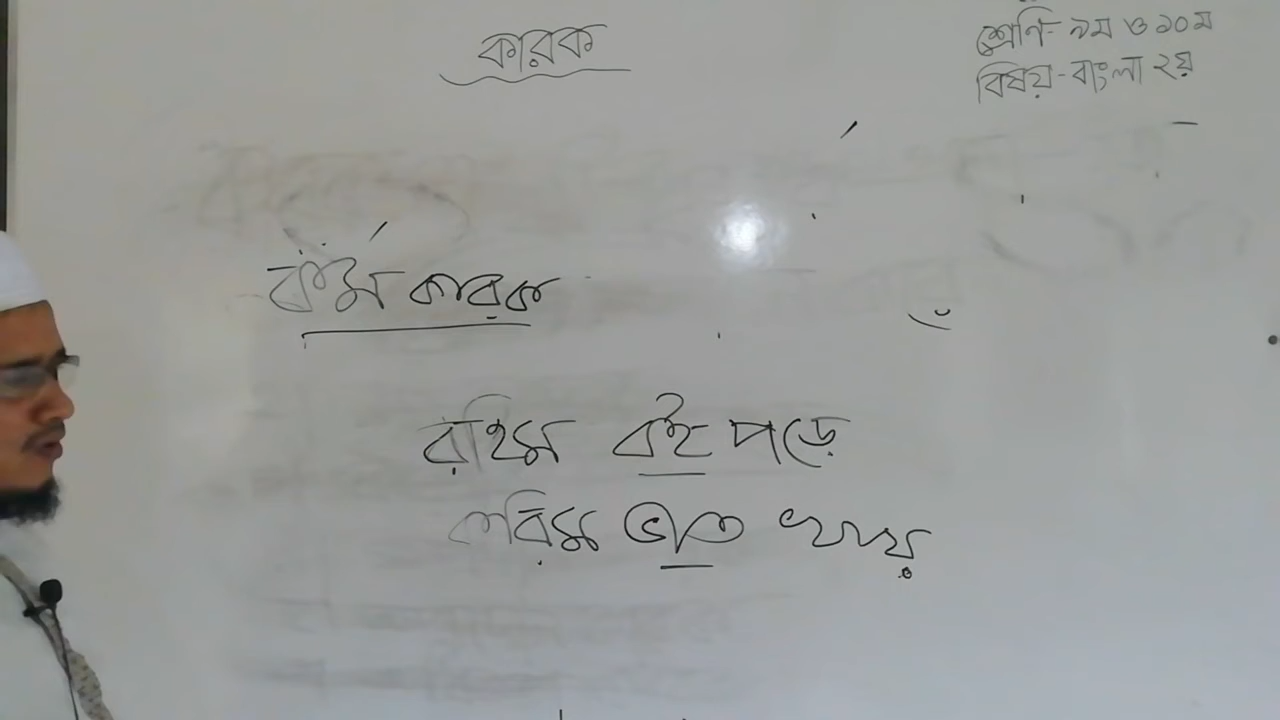 কারক
শ্রেণি- ৯ম ও ১০ম
বিষয়- বাংলা ২য়
কর্ম কারক
রহিম বই পড়ে
করিম ভাত খায়